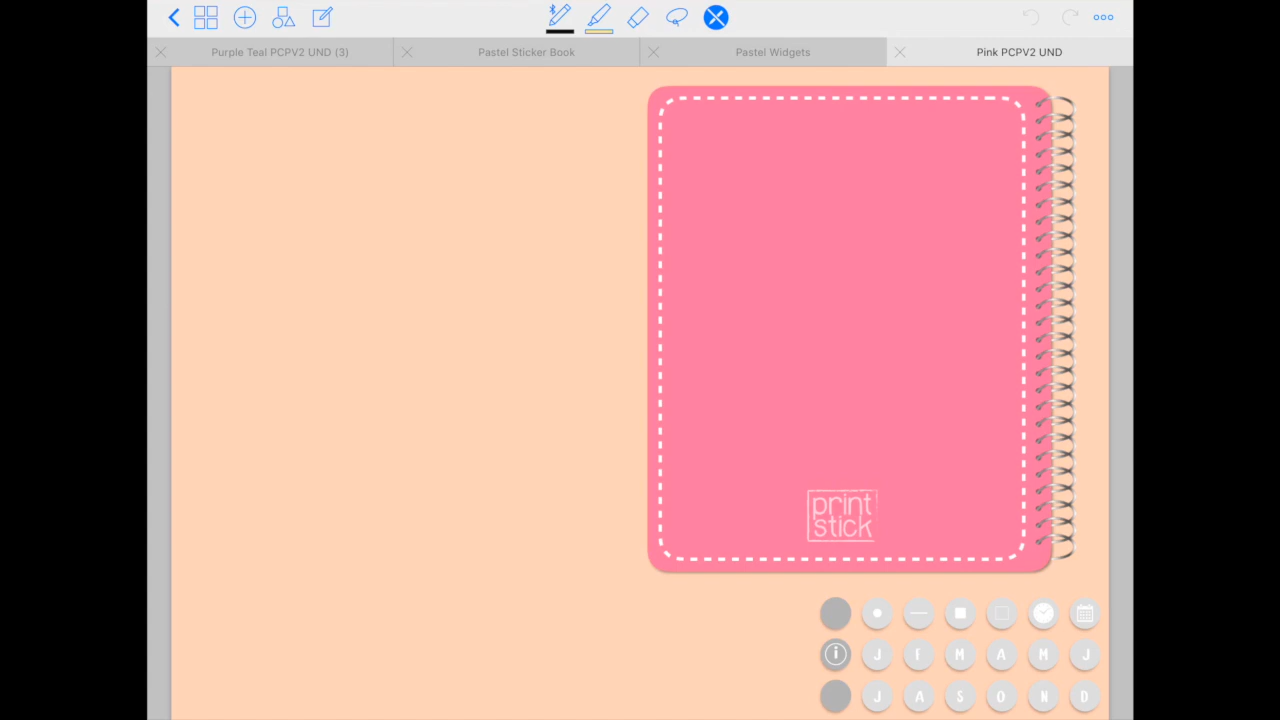 Purple Teal PCPV2 UND (3)
Pastel Sticker Book
Pastel Widgets
Pink PCPV2 UND
print
stick
i J F M A M J
J A S O N D